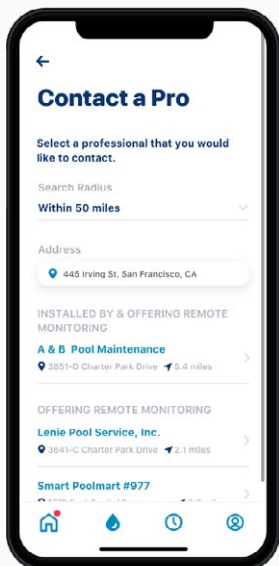 Contact a Pro
Select a professional that you would
like to contact.
Search Radius
Within 50 miles
Address
445 Irving St, San Francisco, CA
INSTALLED BY & OFFERING REMOTE
MONITORING
A & B Pool Maintenance
3851-D Charter Park Drive 5.4 miles
OFFERING REMOTE MONITORING
Lenie Pool Service, Inc.
3641-C Charter Park Drive 2.1 miles
Smart Poolmart #977